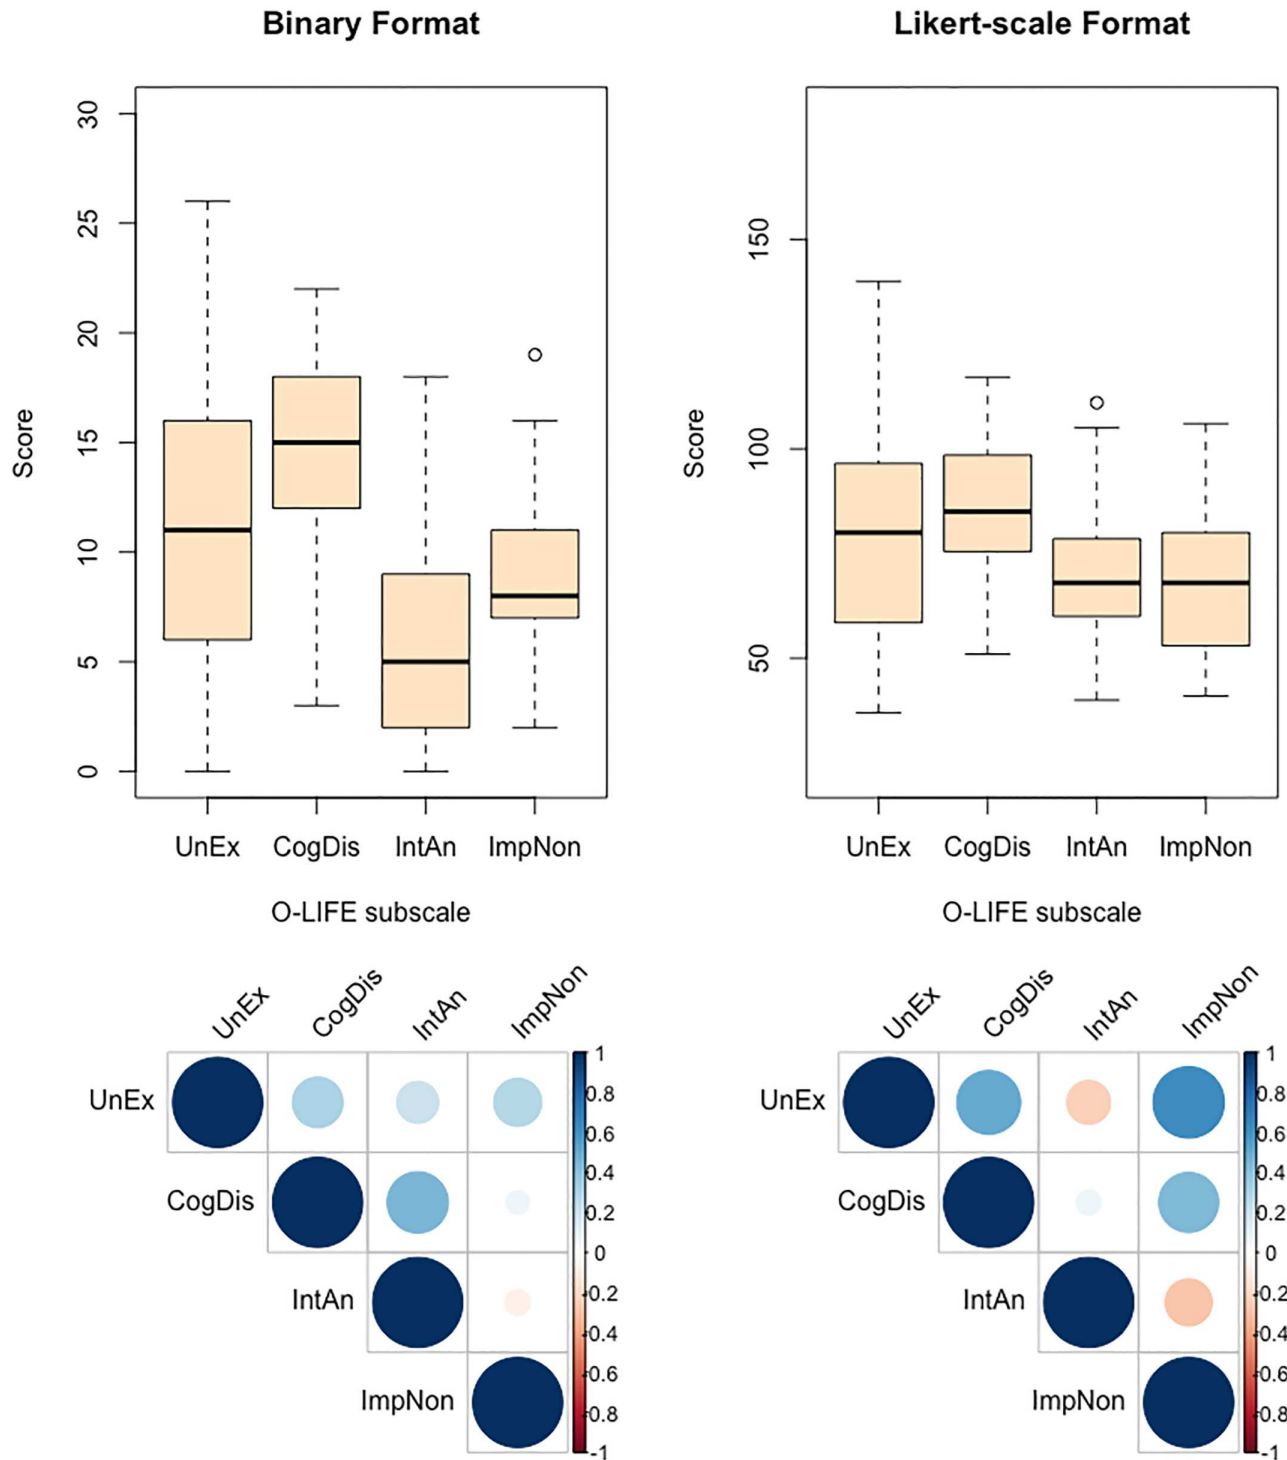 Binary Format
Likert-scale Format
30
25
20
15
10
5
0
Score
UnEx CogDis IntAn ImpNon
O-LIFE subscale
150
100
50
Score
UnEx CogDis IntAn ImpNon
O-LIFE subscale
UnEx CogDis IntAn ImpNon
UnEx
CogDis
IntAn
ImpNon
1
0.8
0.6
0.4
0.2
0
-0.2
-0.4
-0.6
-0.8
-1
UnEx CogDis IntAn ImpNon
UnEx
CogDis
IntAn
ImpNon
1
0.8
0.6
0.4
0.2
0
-0.2
-0.4
-0.6
-0.8
-1